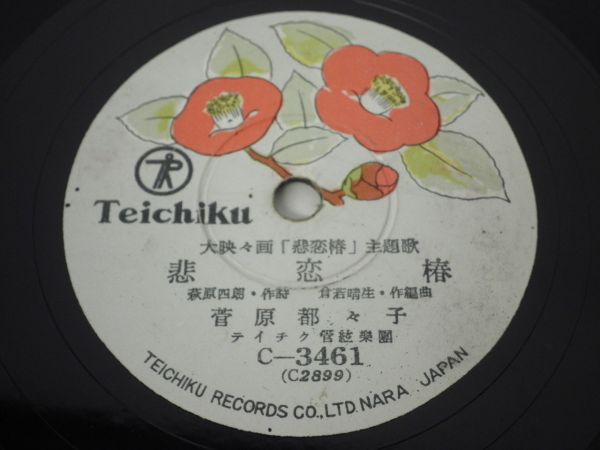 Teichiku
大映々画「悲恋椿」主題歌
悲恋椿
萩原四朗・作詩 倉若晴生・作編曲
菅原都々子
テイチク管絃樂團
C-3461
(C2899)
TEICHIKU RECORDS CO., LTD. NARA JAPAN